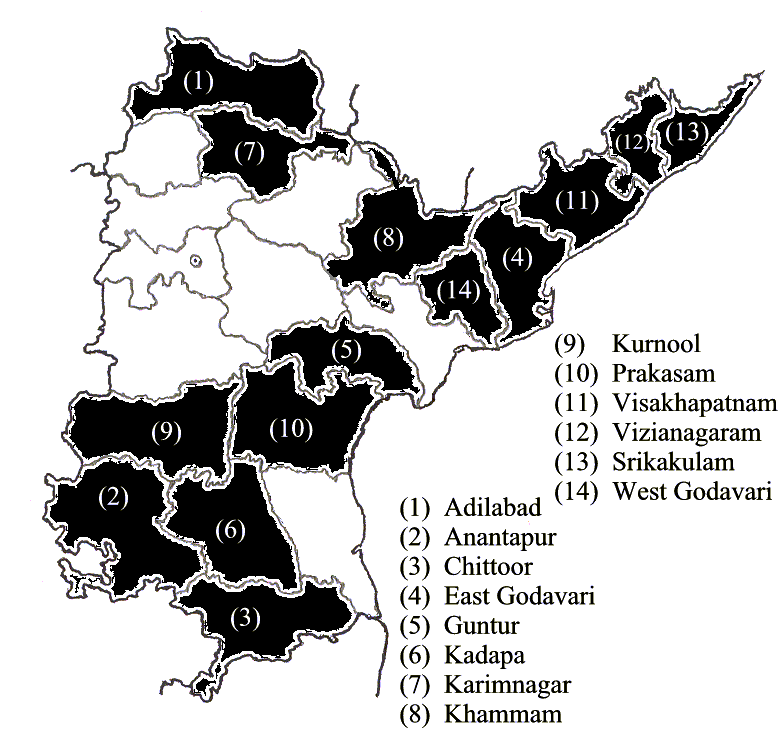 (1)
(7)
(12)
(13)
(11)
(8)
(4)
(14)
(5)
(9)
(10)
(2)
(6)
(3)
(9) Kurnool
(10) Prakasam
(11) Visakhapatnam
(12) Vizianagaram
(13) Srikakulam
(14) West Godavari
(1) Adilabad
(2) Anantapur
(3) Chittoor
(4) East Godavari
(5) Guntur
(6) Kadapa
(7) Karimnagar
(8) Khammam